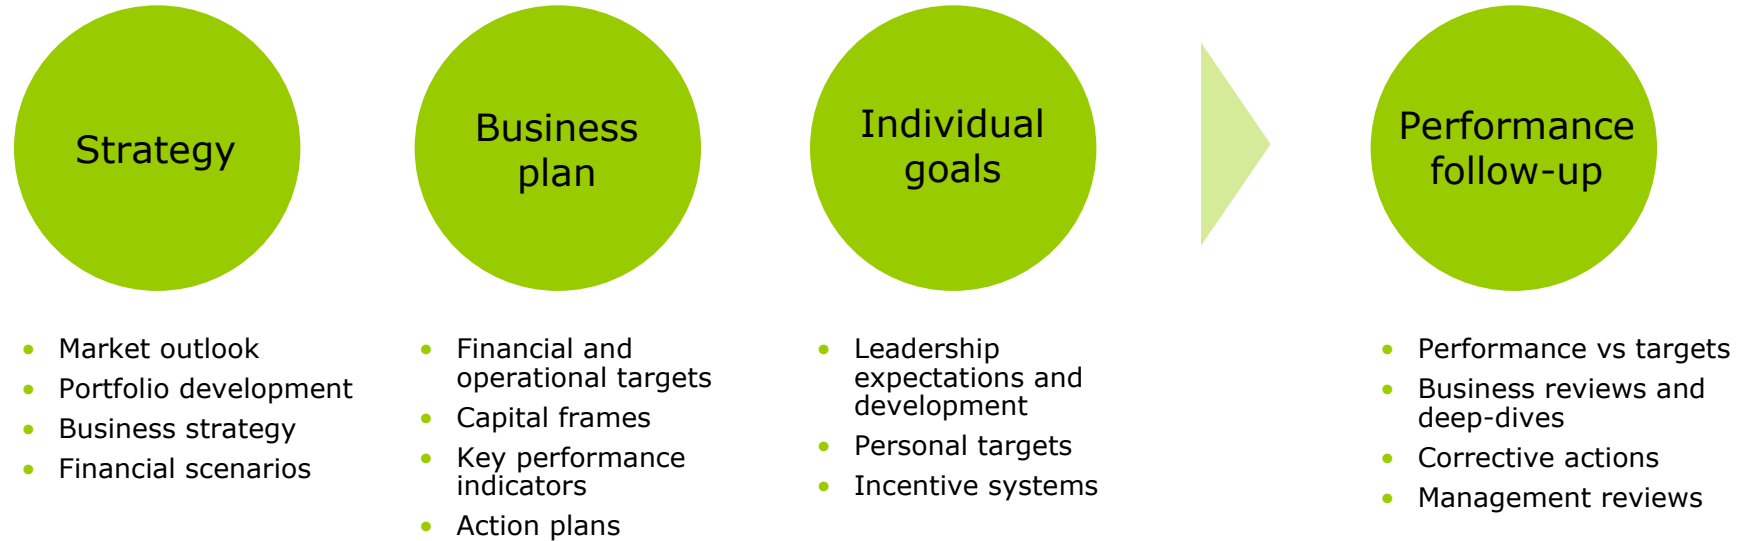 Strategy
Business
plan
Individual
goals
Performance
follow-up
• Market outlook
• Portfolio development
• Business strategy
• Financial scenarios
• Financial and
operational targets
• Capital frames
• Key performance
indicators
• Action plans
• Leadership
expectations and
development
• Personal targets
• Incentive systems
• Performance vs targets
• Business reviews and
deep-dives
• Corrective actions
• Management reviews